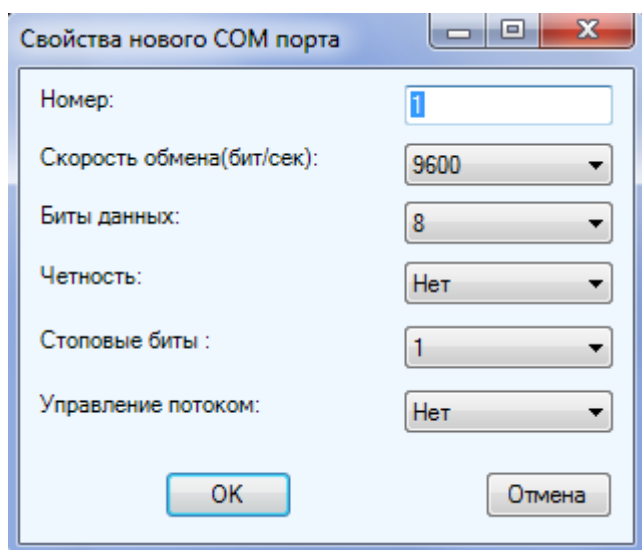 Свойства нового COM порта
Номер: 1
Скорость обмена(бит/сек): 9600
Биты данных: 8
Четность: Нет
Стоповые биты : 1
Управление потоком: Нет
OK Отмена